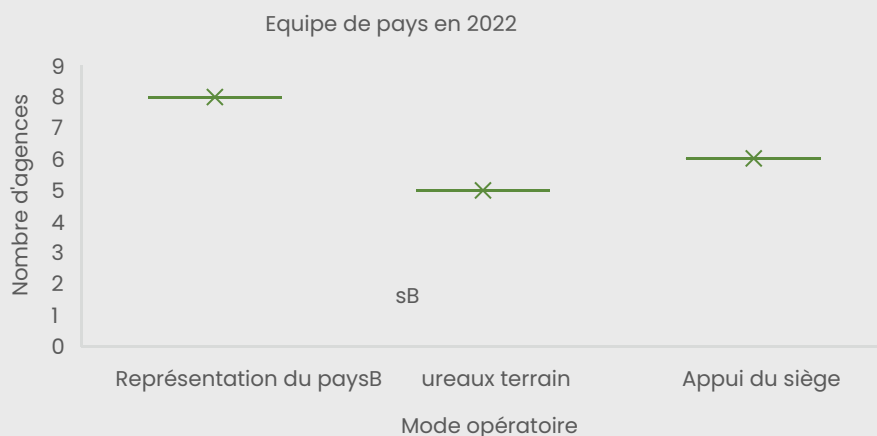 Equipe de pays en 2022
Nombre d'agences
9
8
7
6
5
4
3
2
1
0
sB
Représentation du paysB ureaux terrain Appui du siège
Mode opératoire